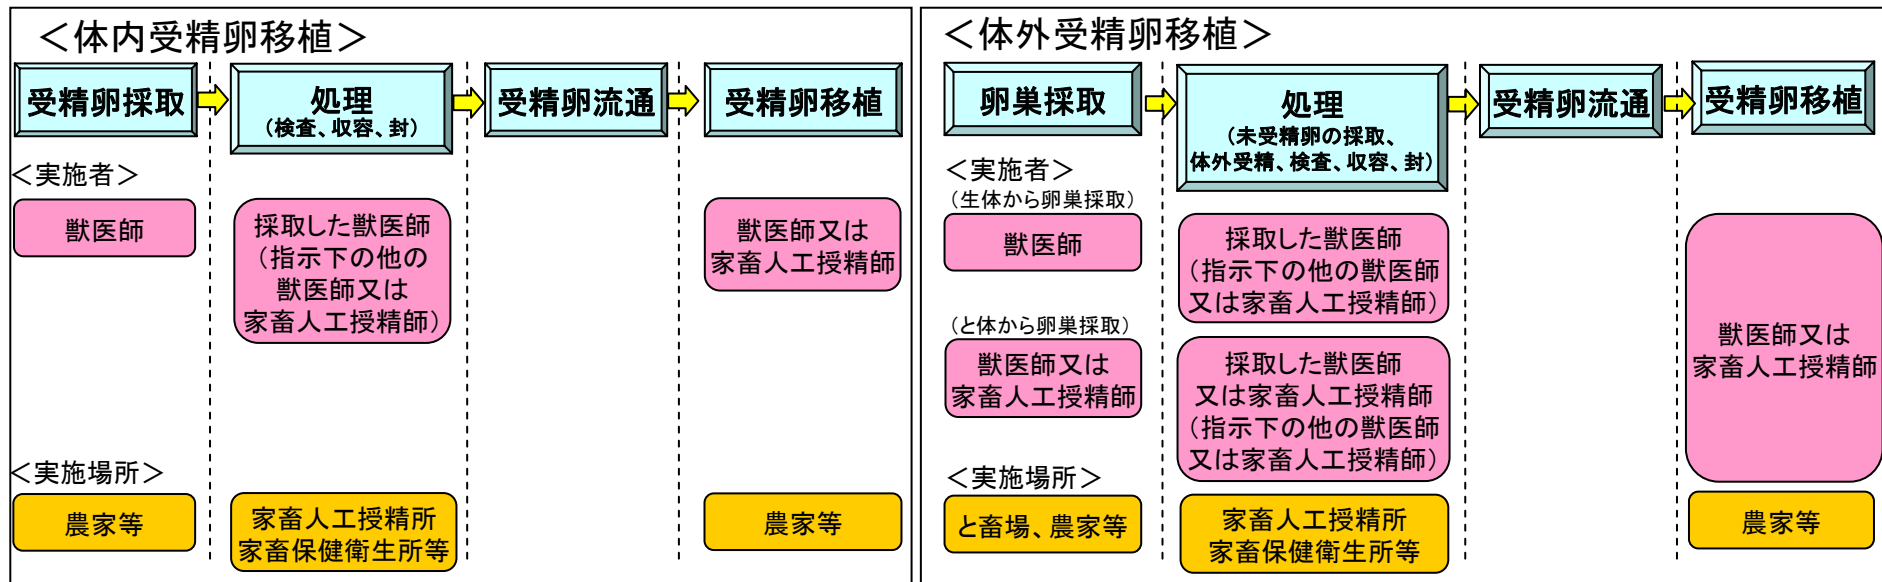 ＜体内受精卵移植＞
受精卵採取
処理
（検査、収容、封）
受精卵流通
受精卵移植
＜実施者＞
獣医師
採取した獣医師
（指示下の他の
獣医師又は
家畜人工授精師）
獣医師又は
家畜人工授精師
＜実施場所＞
農家等
家畜人工授精所
家畜保健衛生所等
農家等
＜体外受精卵移植＞
卵巣採取
処理
（未受精卵の採取、
体外受精、検査、収容、封）
受精卵流通
受精卵移植
＜実施者＞
（生体から卵巣採取）
獣医師
採取した獣医師
（指示下の他の獣医師
又は家畜人工授精師）
（と体から卵巣採取）
獣医師又は
家畜人工授精師
採取した獣医師
又は家畜人工授精師
（指示下の他の獣医師
又は家畜人工授精師）
獣医師又は
家畜人工授精師
＜実施場所＞
と畜場、農家等
家畜人工授精所
家畜保健衛生所等
農家等